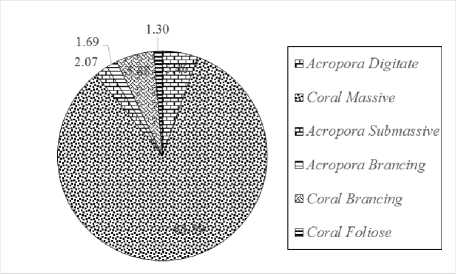 1.30
1.69
2.07
Acropora Digitate
Coral Massive
Acropora Submassive
Acropora Brancing
Coral Brancing
Coral Foliose